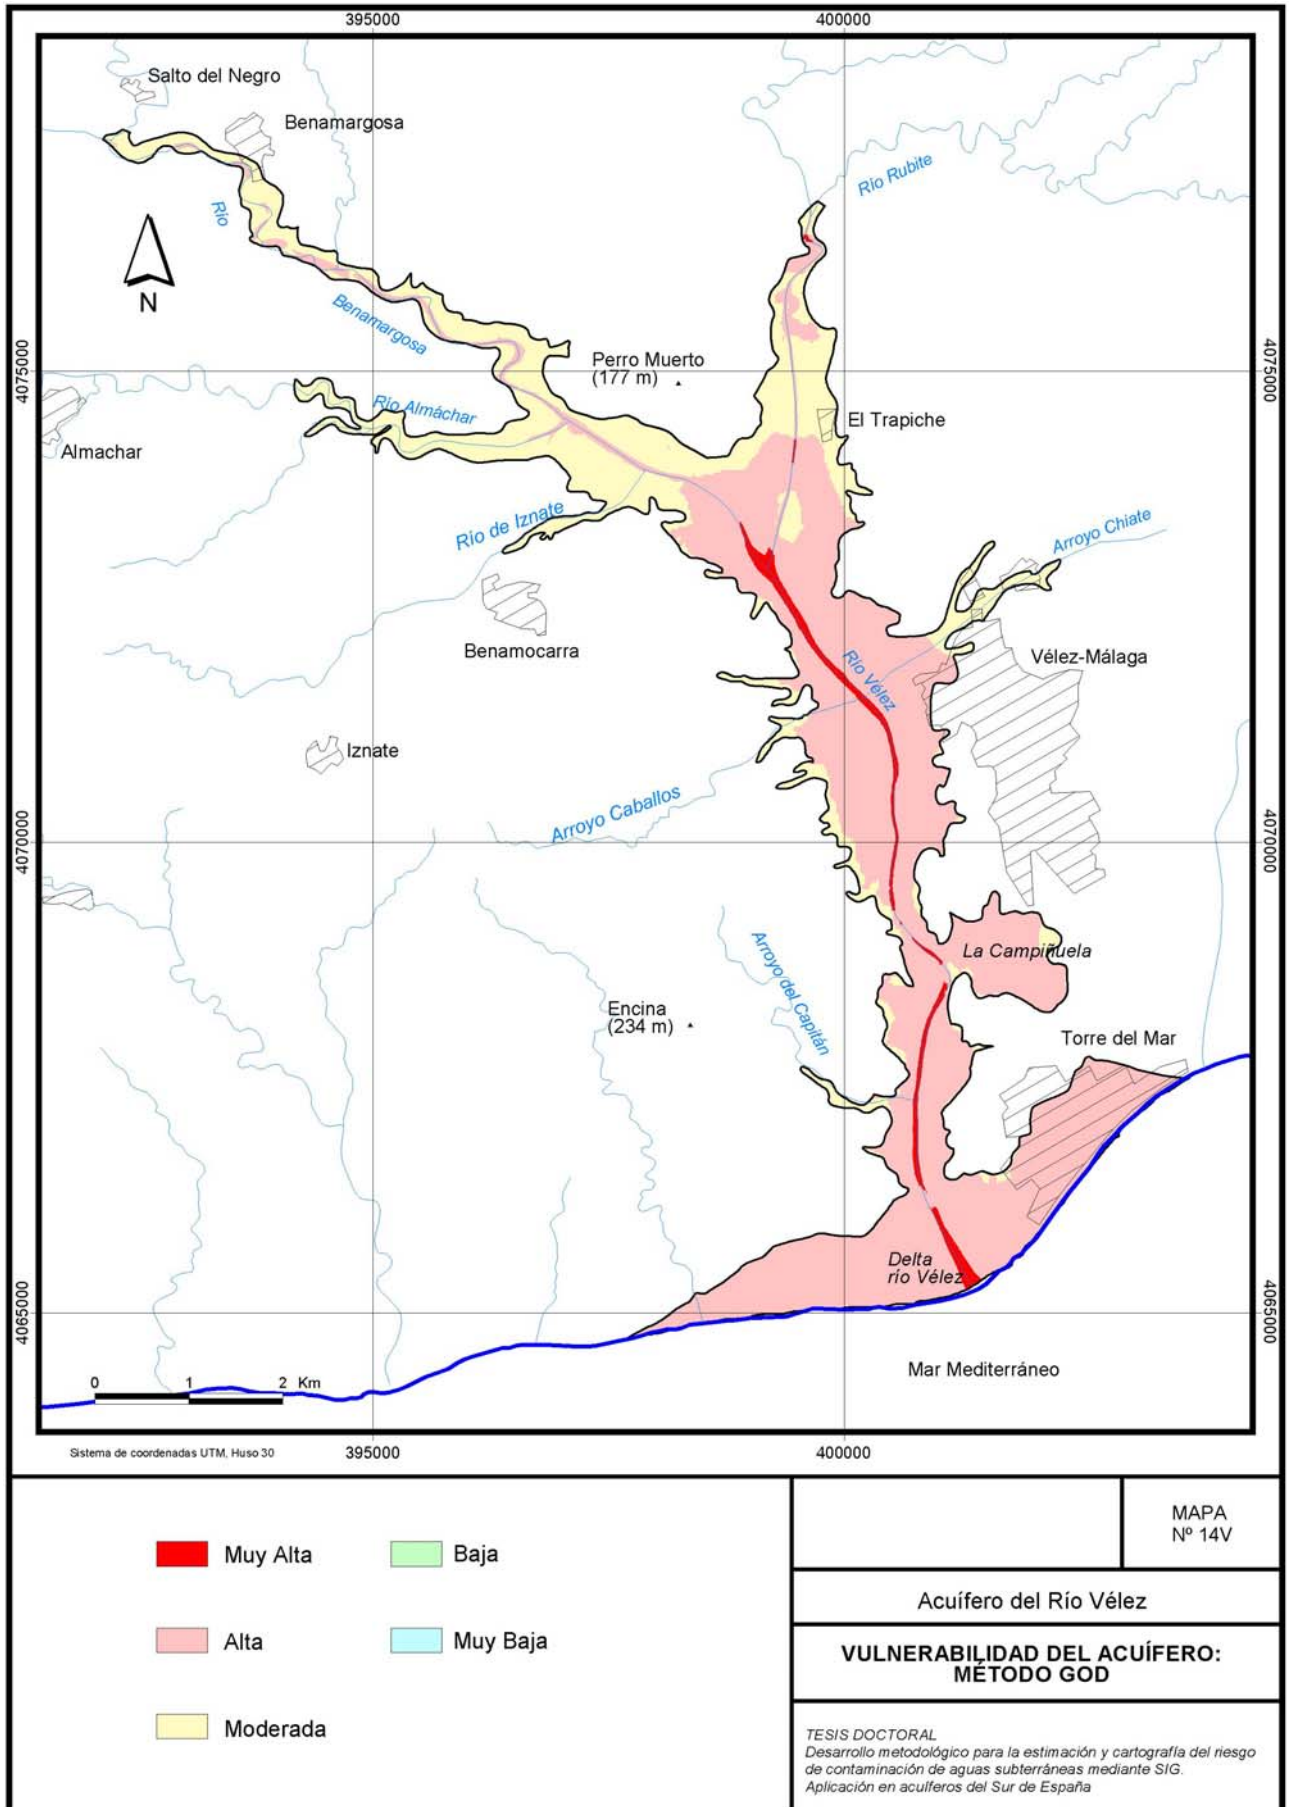 395000
400000
Salto del Negro
Benamargosa
Río Rubite
Río
N
Benamargosa
4075000
4075000
Perro Muerto
(177 m)
Río Almáchar
El Trapiche
Almachar
Río de Iznate
Arroyo Chiate
Benamocarra
Vélez-Málaga
Río Vélez
Iznate
Arroyo Caballos
4070000
4070000
La Campiñuela
Arroyo del Capitán
Encina
(234 m)
Torre del Mar
Delta
río Vélez
4065000
4065000
Mar Mediterráneo
0 1 2 Km
Sistema de coordenadas UTM, Huso 30
395000
400000
Muy Alta
Baja
Alta
Muy Baja
Moderada
MAPA
Nº 14V
Acuífero del Río Vélez
VULNERABILIDAD DEL ACUÍFERO:
MÉTODO GOD
TESIS DOCTORAL
Desarrollo metodológico para la estimación y cartografía del riesgo
de contaminación de aguas subterráneas mediante SIG.
Aplicación en acuíferos del Sur de España